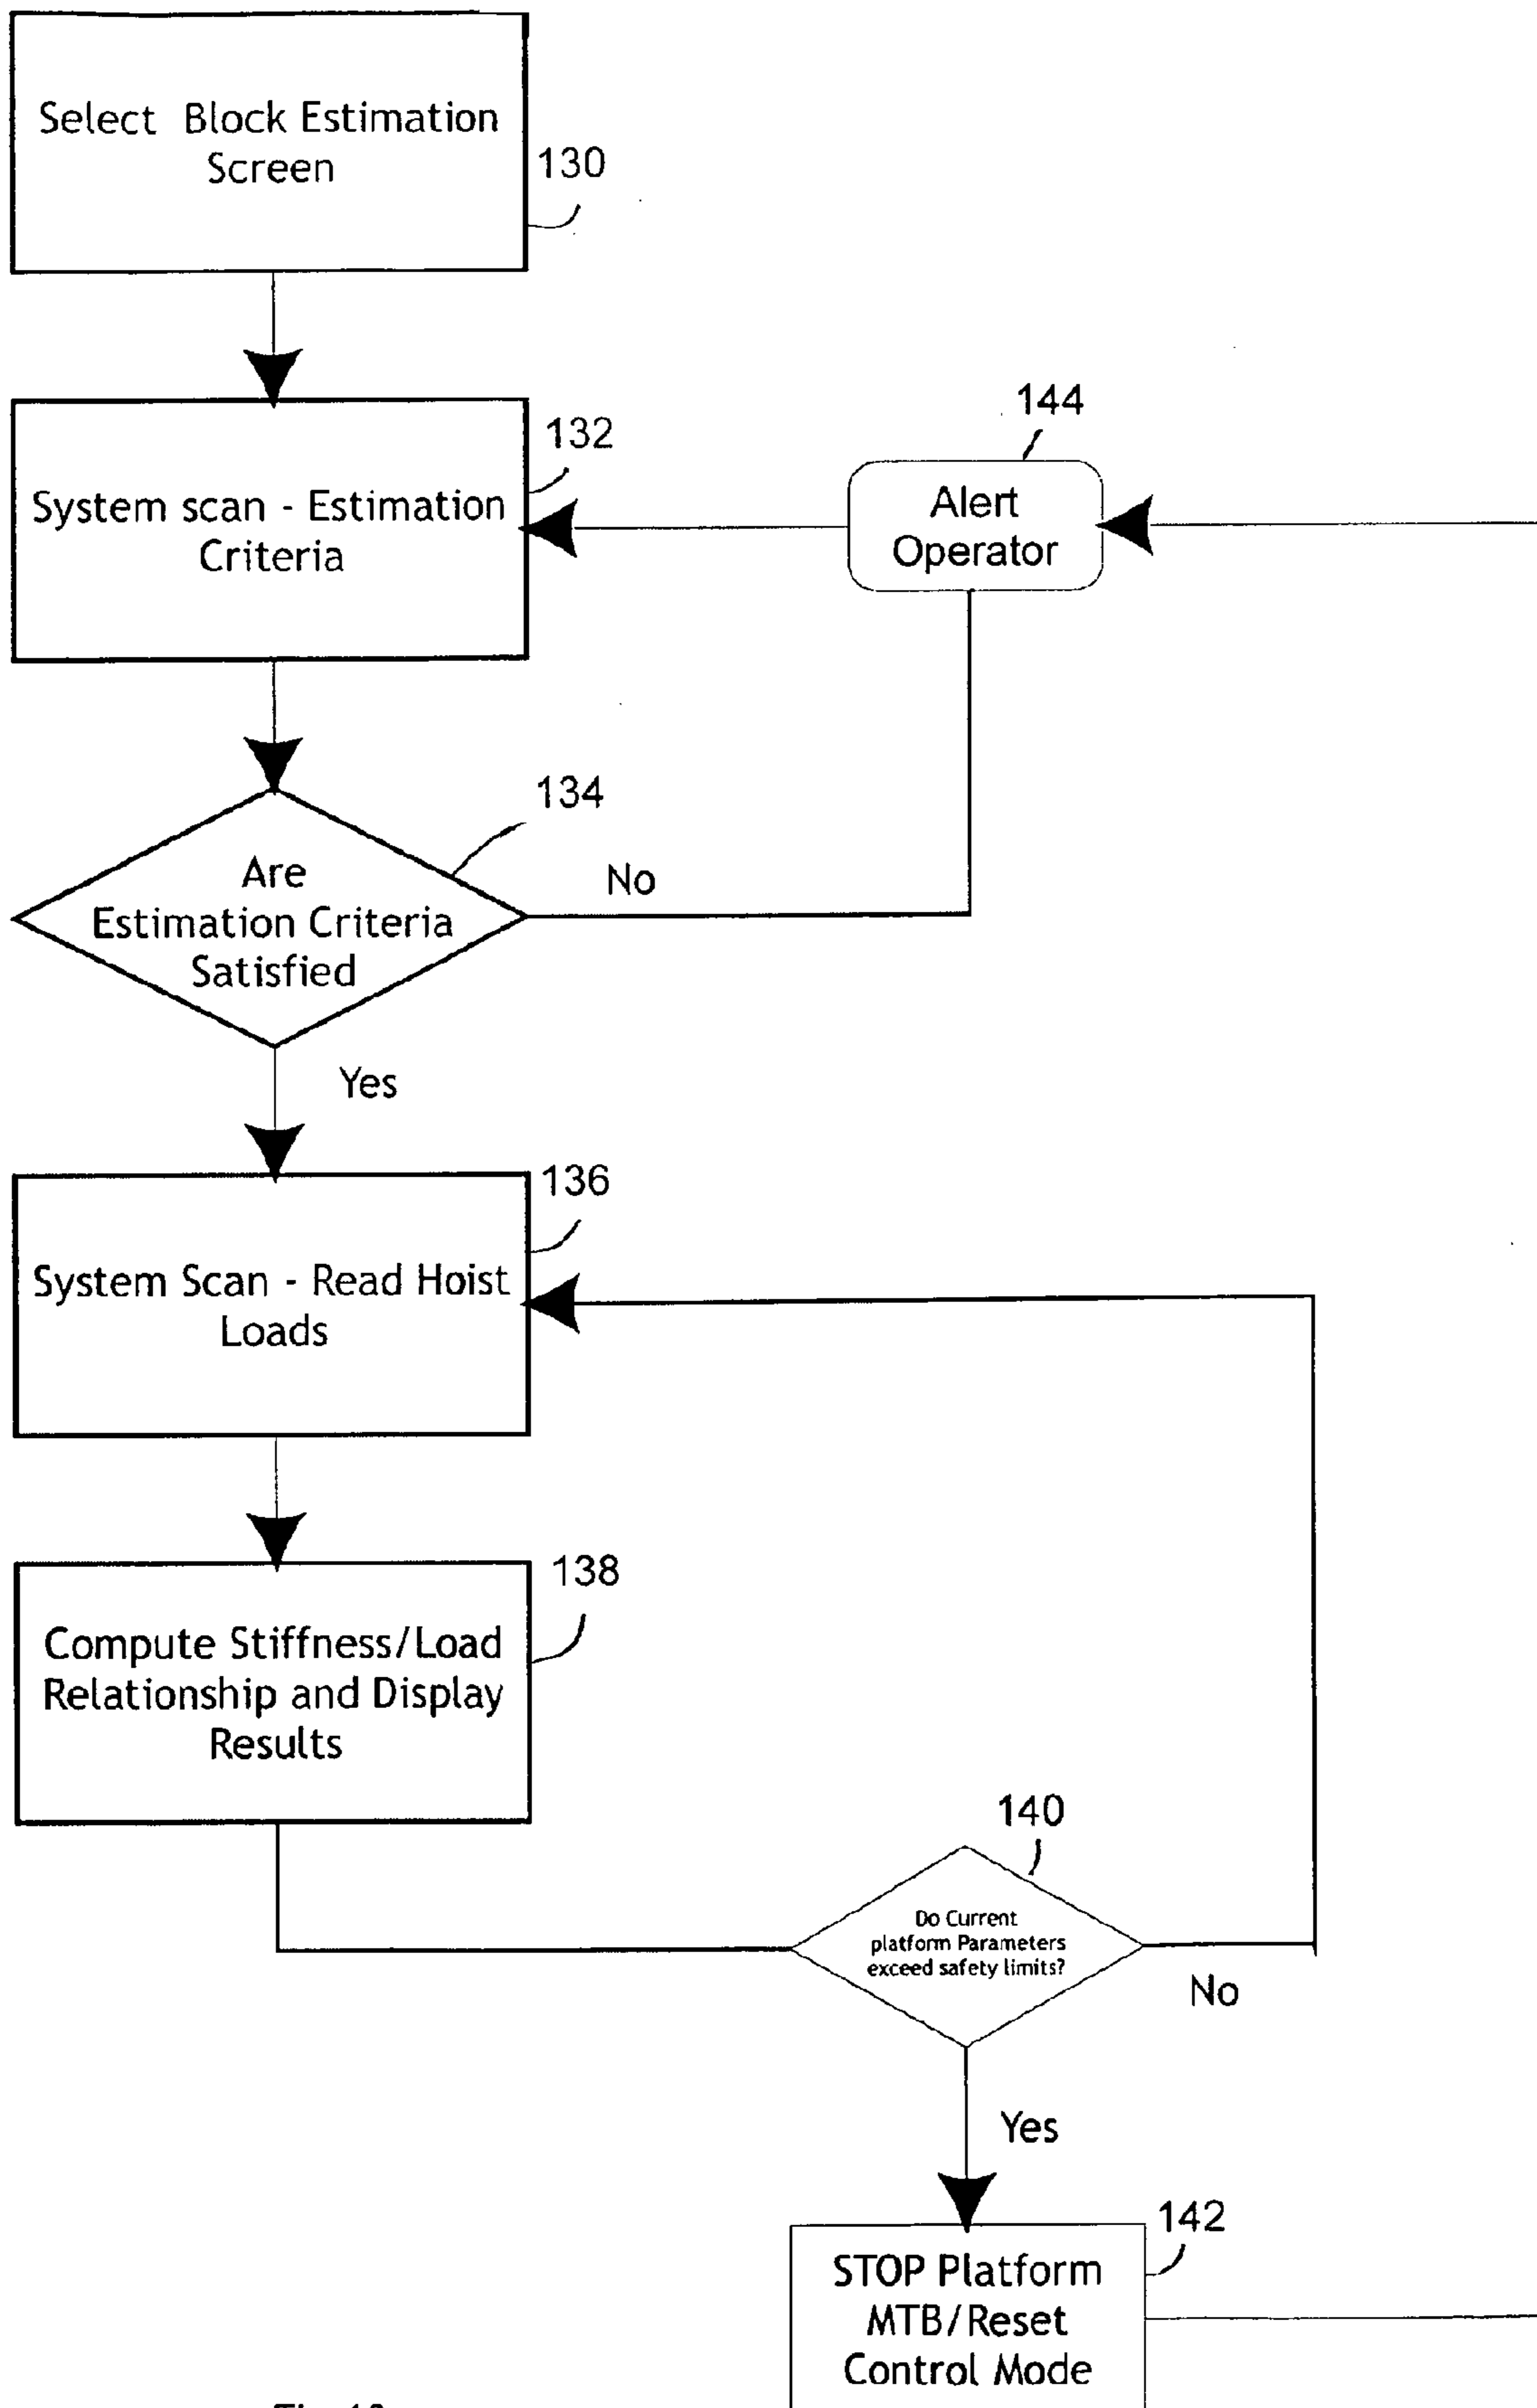 Select Block Estimation
Screen
130
132
144
System scan - Estimation
Criteria
Alert
Operator
134
Are
Estimation Criteria
Satisfied
No
Yes
136
System Scan - Read Hoist
Loads
138
Compute Stiffness/Load
Relationship and Display
Results
140
Do Current
platform Parameters
exceed safety limits?
No
Yes
142
STOP Platform
MTB/Reset
Control Mode